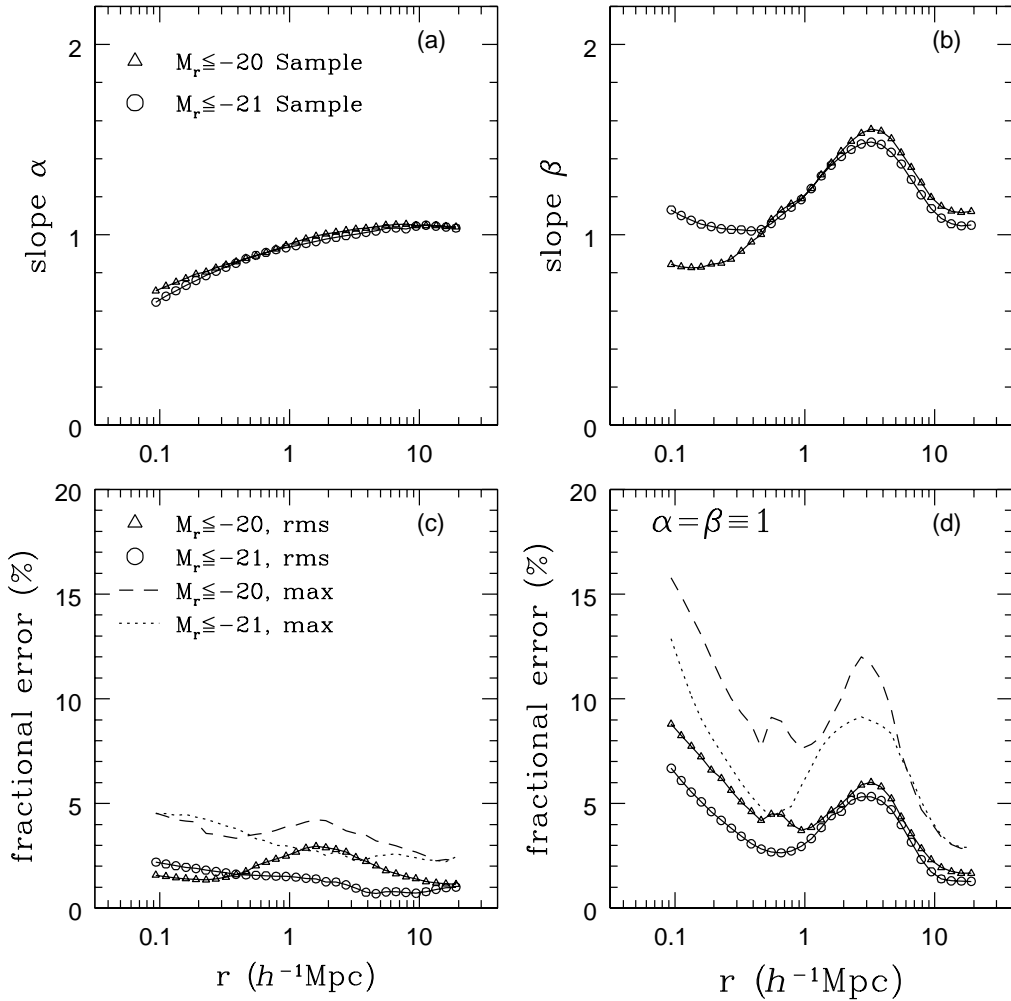 2
(a)
M_r≦−20 Sample
M_r≦−21 Sample
slope α
1
0
0.1 1 10
2
(b)
slope β
1
0
0.1 1 10
20
(c)
M_r≦−20, rms
M_r≦−21, rms
M_r≦−20, max
M_r≦−21, max
fractional error (%)
15
10
5
0
0.1 1 10
r (h⁻¹Mpc)
20
α=β≡1
(d)
fractional error (%)
15
10
5
0
0.1 1 10
r (h⁻¹Mpc)